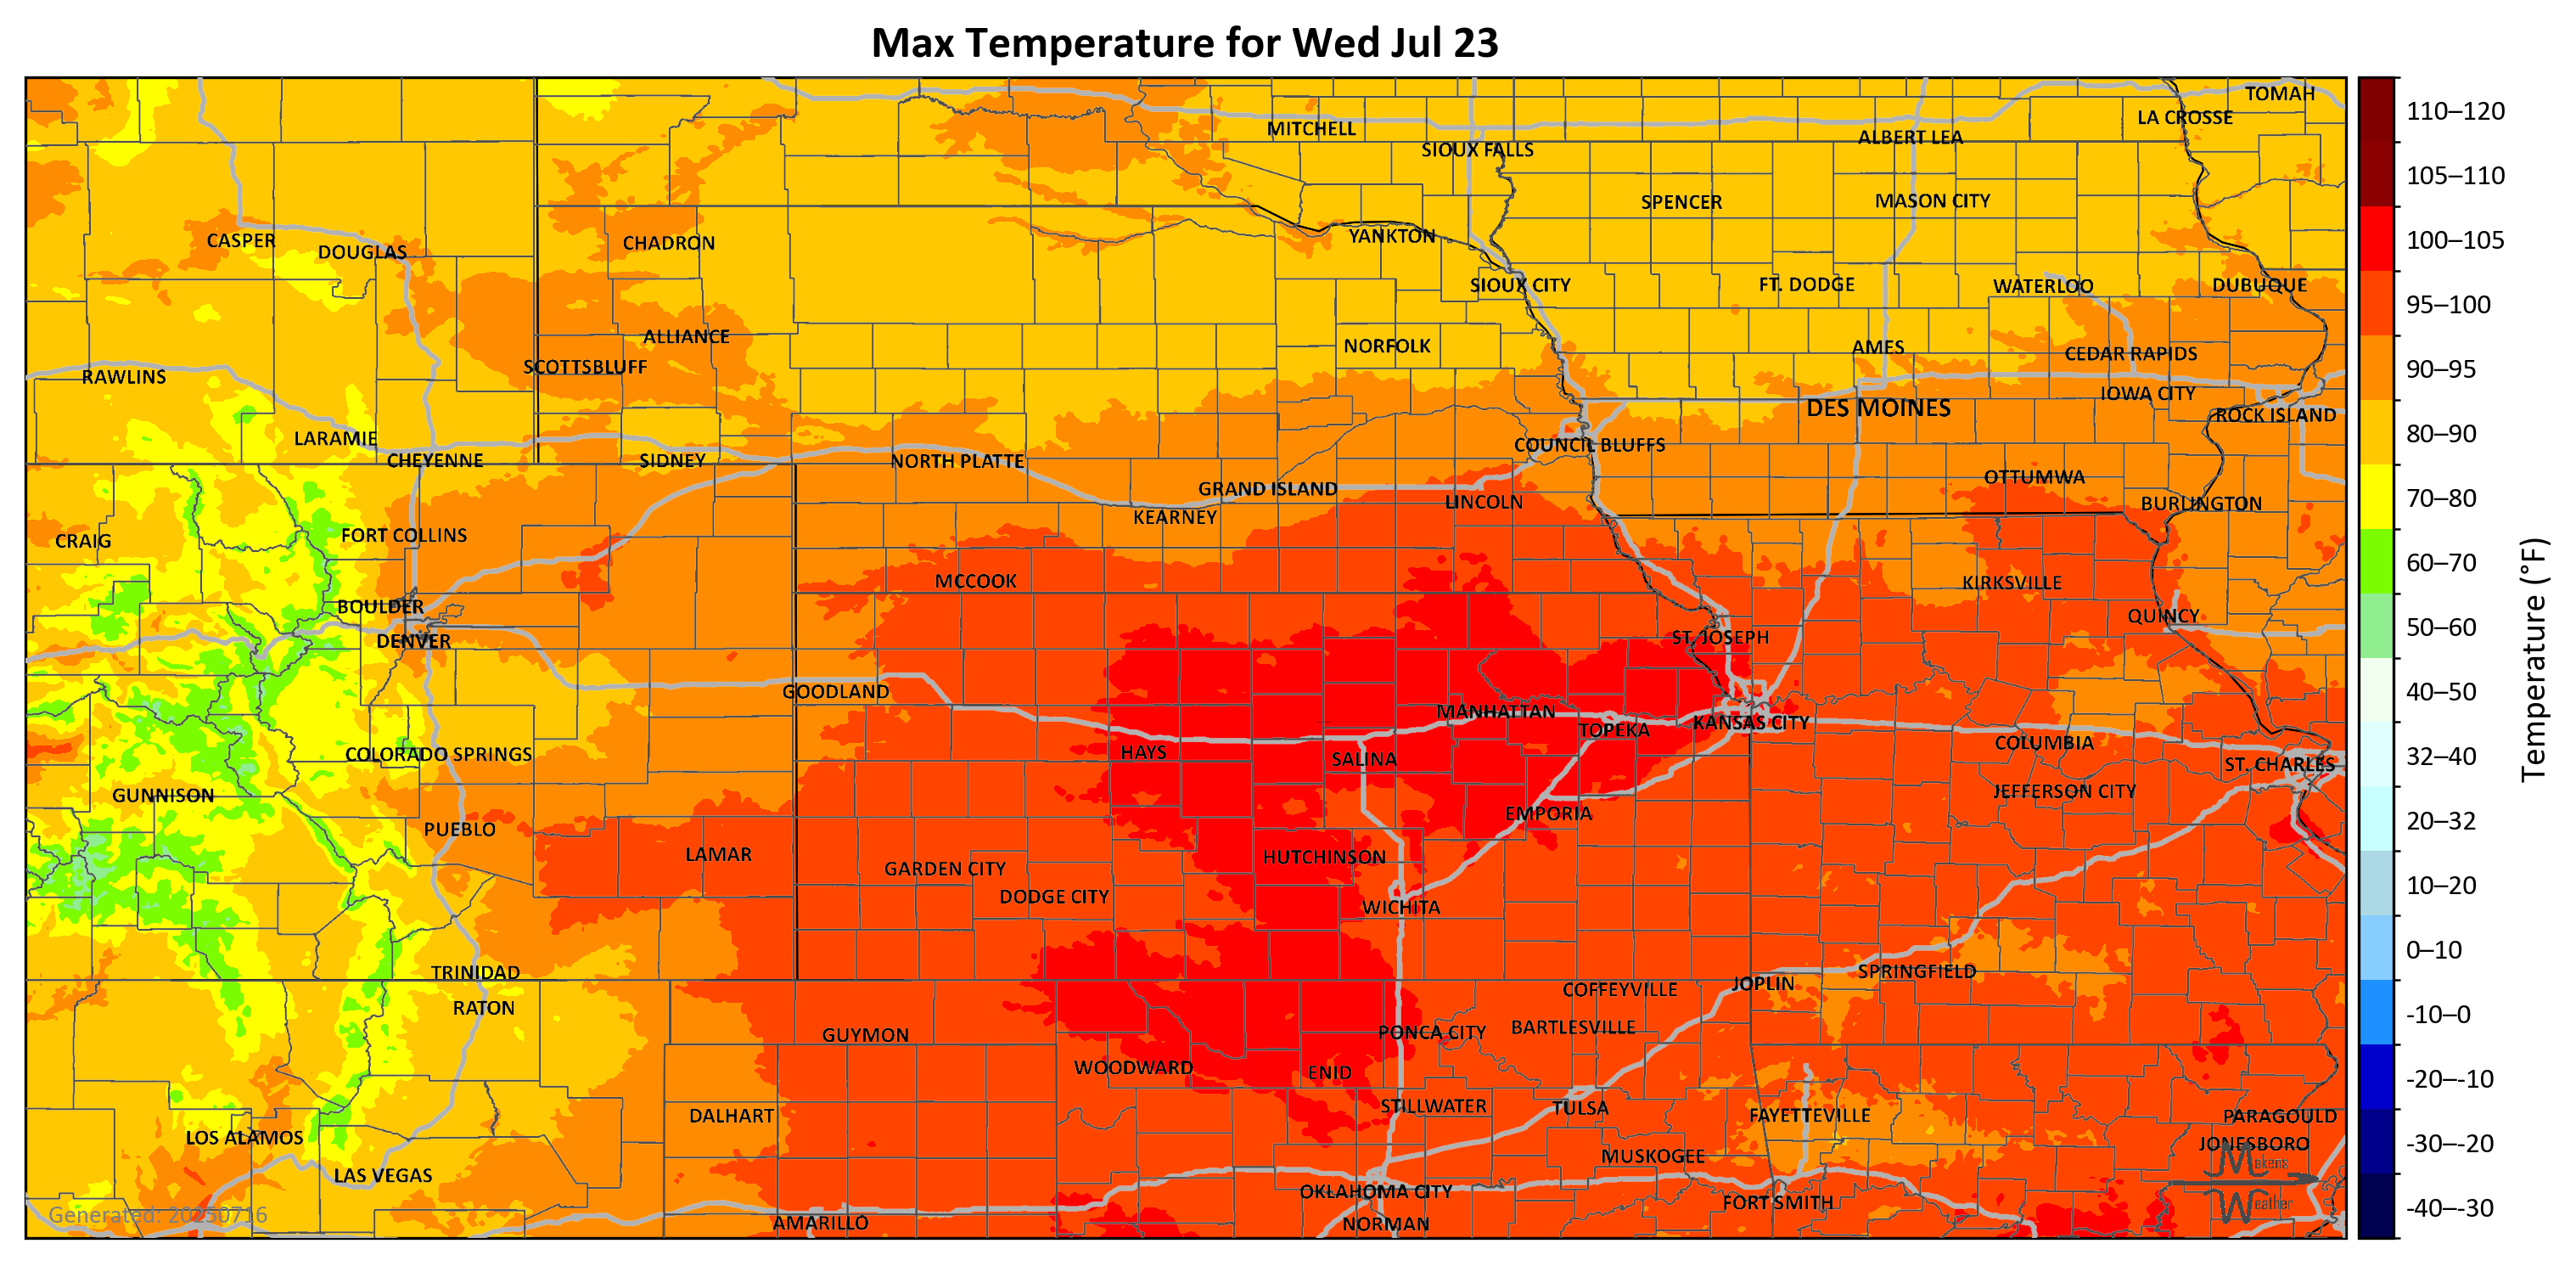 Max Temperature for Wed Jul 23
TOMAH
LA CROSSE
MITCHELL
ALBERT LEA
SIOUX FALLS
SPENCER
MASON CITY
CASPER
DOUGLAS
CHADRON
YANKTON
SIOUX CITY
FT. DODGE
WATERLOO
DUBUQUE
ALLIANCE
NORFOLK
AMES
CEDAR RAPIDS
SCOTTSBLUFF
RAWLINS
IOWA CITY
DES MOINES
ROCK ISLAND
LARAMIE
COUNCIL BLUFFS
CHEYENNE
SIDNEY
NORTH PLATTE
OTTUMWA
GRAND ISLAND
LINCOLN
BURLINGTON
KEARNEY
FORT COLLINS
CRAIG
MCCOOK
KIRKSVILLE
BOULDER
QUINCY
DENVER
ST. JOSEPH
GOODLAND
MANHATTAN
TOPEKA
KANSAS CITY
COLUMBIA
HAYS
COLORADO SPRINGS
SALINA
ST. CHARLES
GUNNISON
JEFFERSON CITY
EMPORIA
PUEBLO
LAMAR
HUTCHINSON
GARDEN CITY
DODGE CITY
WICHITA
TRINIDAD
SPRINGFIELD
JOPLIN
COFFEYVILLE
RATON
GUYMON
PONCA CITY
BARTLESVILLE
WOODWARD
ENID
STILLWATER
TULSA
DALHART
FAYETTEVILLE
PARAGOULD
LOS ALAMOS
JONESBORO
MUSKOGEE
LAS VEGAS
OKLAHOMA CITY
FORT SMITH
AMARILLO
NORMAN
Makens
Weather
Generated: 20250716
110–120
105–110
100–105
95–100
90–95
80–90
70–80
60–70
50–60
40–50
32–40
20–32
10–20
0–10
-10–0
-20–-10
-30–-20
-40–-30
Temperature (°F)